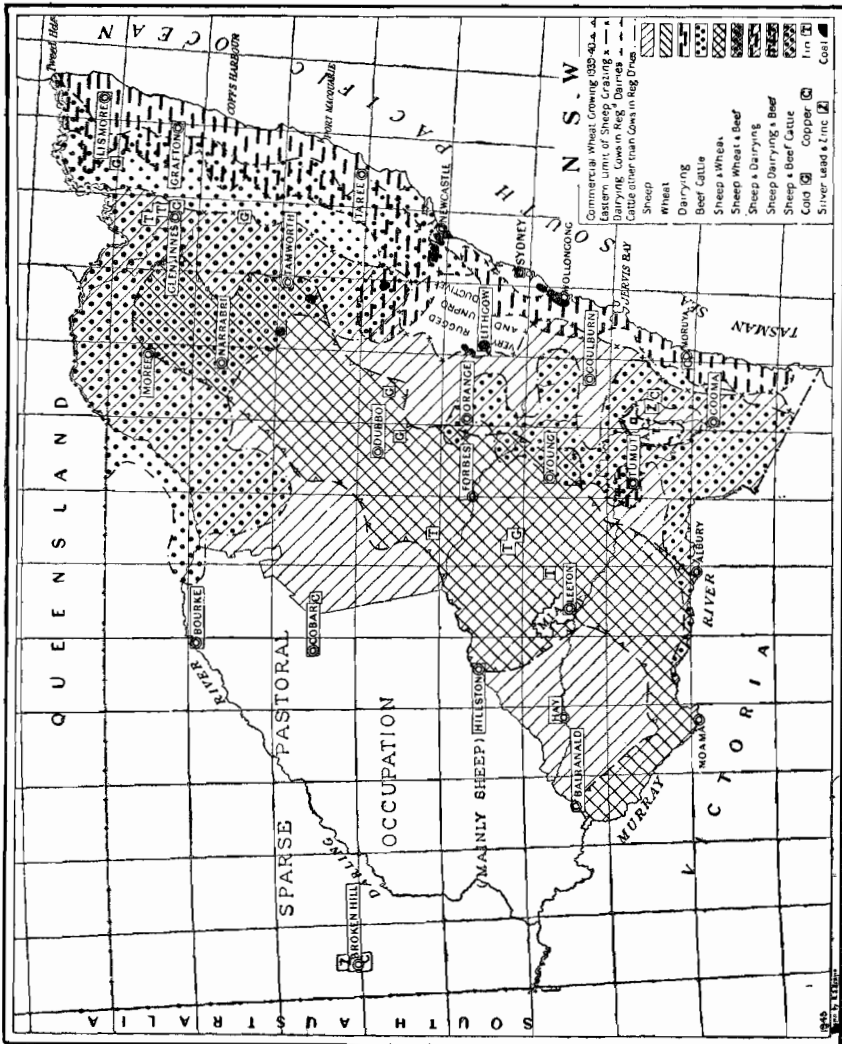 QUEENSLAND
SOUTH AUSTRALIA
VICTORIA
SOUTH PACIFIC OCEAN
TASMAN SEA
Tweed Har
LISMORE
G
GRAFTON
COFFS HARBOUR
PORT MACQUARIE
TAREE
NEWCASTLE
SYDNEY
WOLLONGONG
JERVIS BAY
MORUYA
GLEN INNES
T
T
T
G
G
TAMWORTH
MOREE
NARRABRI
VERY RUGGED
AND UNPRO
DUCTIVE
LITHGOW
GOULBURN
COOMA
DUBBO
G
G
ORANGE
FORBES
YOUNG
TUMUT
G
Z
C
T
T
G
T
M.I.A.
LEETON
ALBURY
RIVER
MURRAY
MOAMA
HAY
BALRANALD
HILLSTON
BOURKE
COBAR
C
RIVER
DARLING
SPARSE PASTORAL
OCCUPATION
(MAINLY SHEEP)
BROKEN HILL
Z
C
N S W
Commercial Wheat Growing 1939-40
Eastern Limit of Sheep Grazing
Dairying, Cows in Regd Dairies
Cattle other than Cows in Reg Dries
Sheep
Wheat
Dairying
Beef Cattle
Sheep & Wheat
Sheep Wheat & Beef
Sheep & Dairying
Sheep Dairying & Beef
Sheep & Beef Cattle
Gold G Copper C Tin T
Silver Lead & Zinc Z Coal